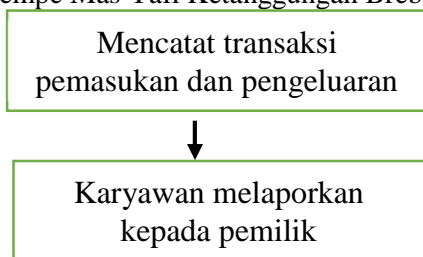 Mencatat transaksi
pemasukan dan pengeluaran
Karyawan melaporkan
kepada pemilik